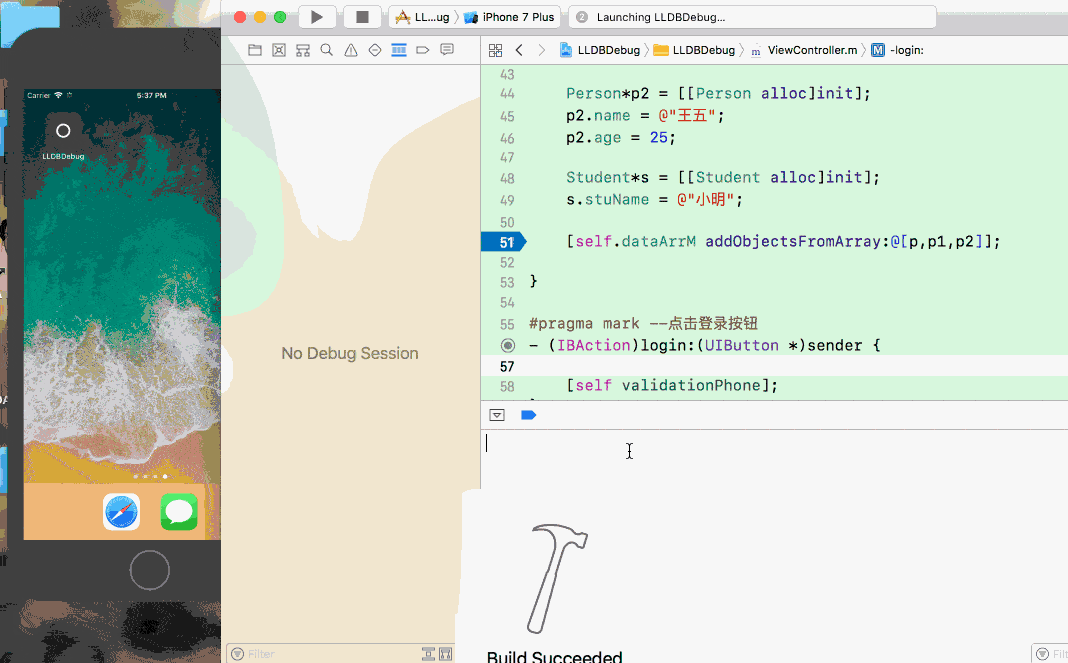 LL...ug
iPhone 7 Plus
2 Launching LLDBDebug...
LLDBDebug
LLDBDebug
m ViewController.m
M -login:
Carrier
5:37 PM
LLDBDebug
43
44 Person*p2 = [[Person alloc]init];
45 p2.name = @"王五";
46 p2.age = 25;
47
48 Student*s = [[Student alloc]init];
49 s.stuName = @"小明";
50
51 [self.dataArrM addObjectsFromArray:@[p,p1,p2]];
52
53 }
54
55 #pragma mark --点击登录按钮
- (IBAction)login:(UIButton *)sender {
57
58 [self validationPhone];
No Debug Session
Build Succeeded
Filter